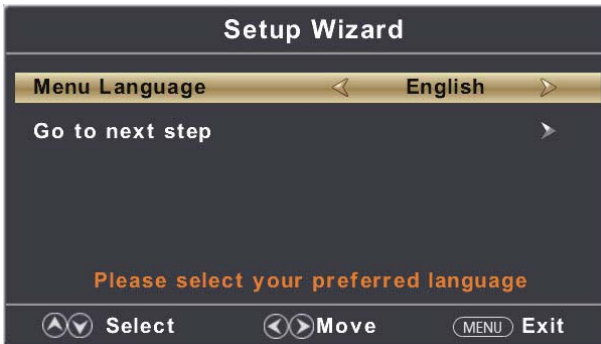 Setup Wizard
Menu Language English
Go to next step
Please select your preferred language
Select Move MENU Exit